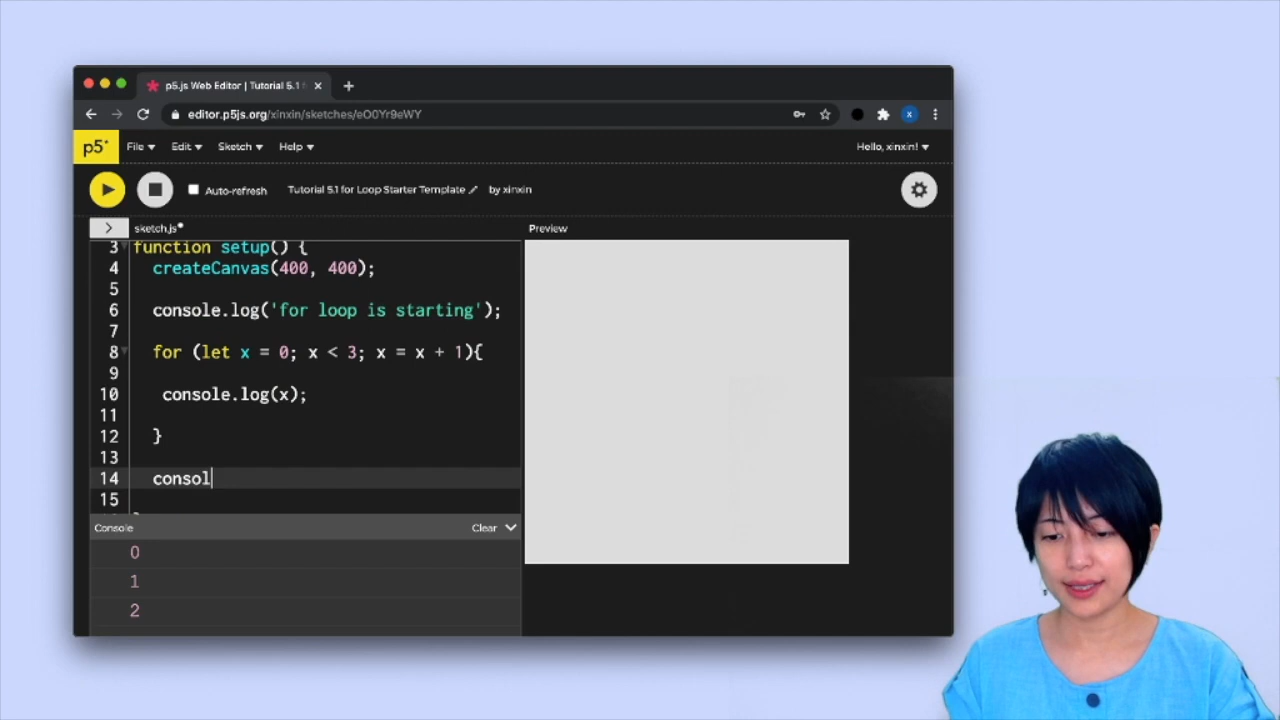 p5.js Web Editor | Tutorial 5.1
editor.p5js.org/xinxin/sketches/eO0Yr9eWY
X
p5* File Edit Sketch Help Hello, xinxin!
Auto-refresh Tutorial 5.1 for Loop Starter Template by xinxin
sketch.js Preview
3 function setup() {
4 createCanvas(400, 400);
5
6 console.log('for loop is starting');
7
8 for (let x = 0; x < 3; x = x + 1){
9
10 console.log(x);
11
12 }
13
14 consol
15
Console Clear
0
1
2